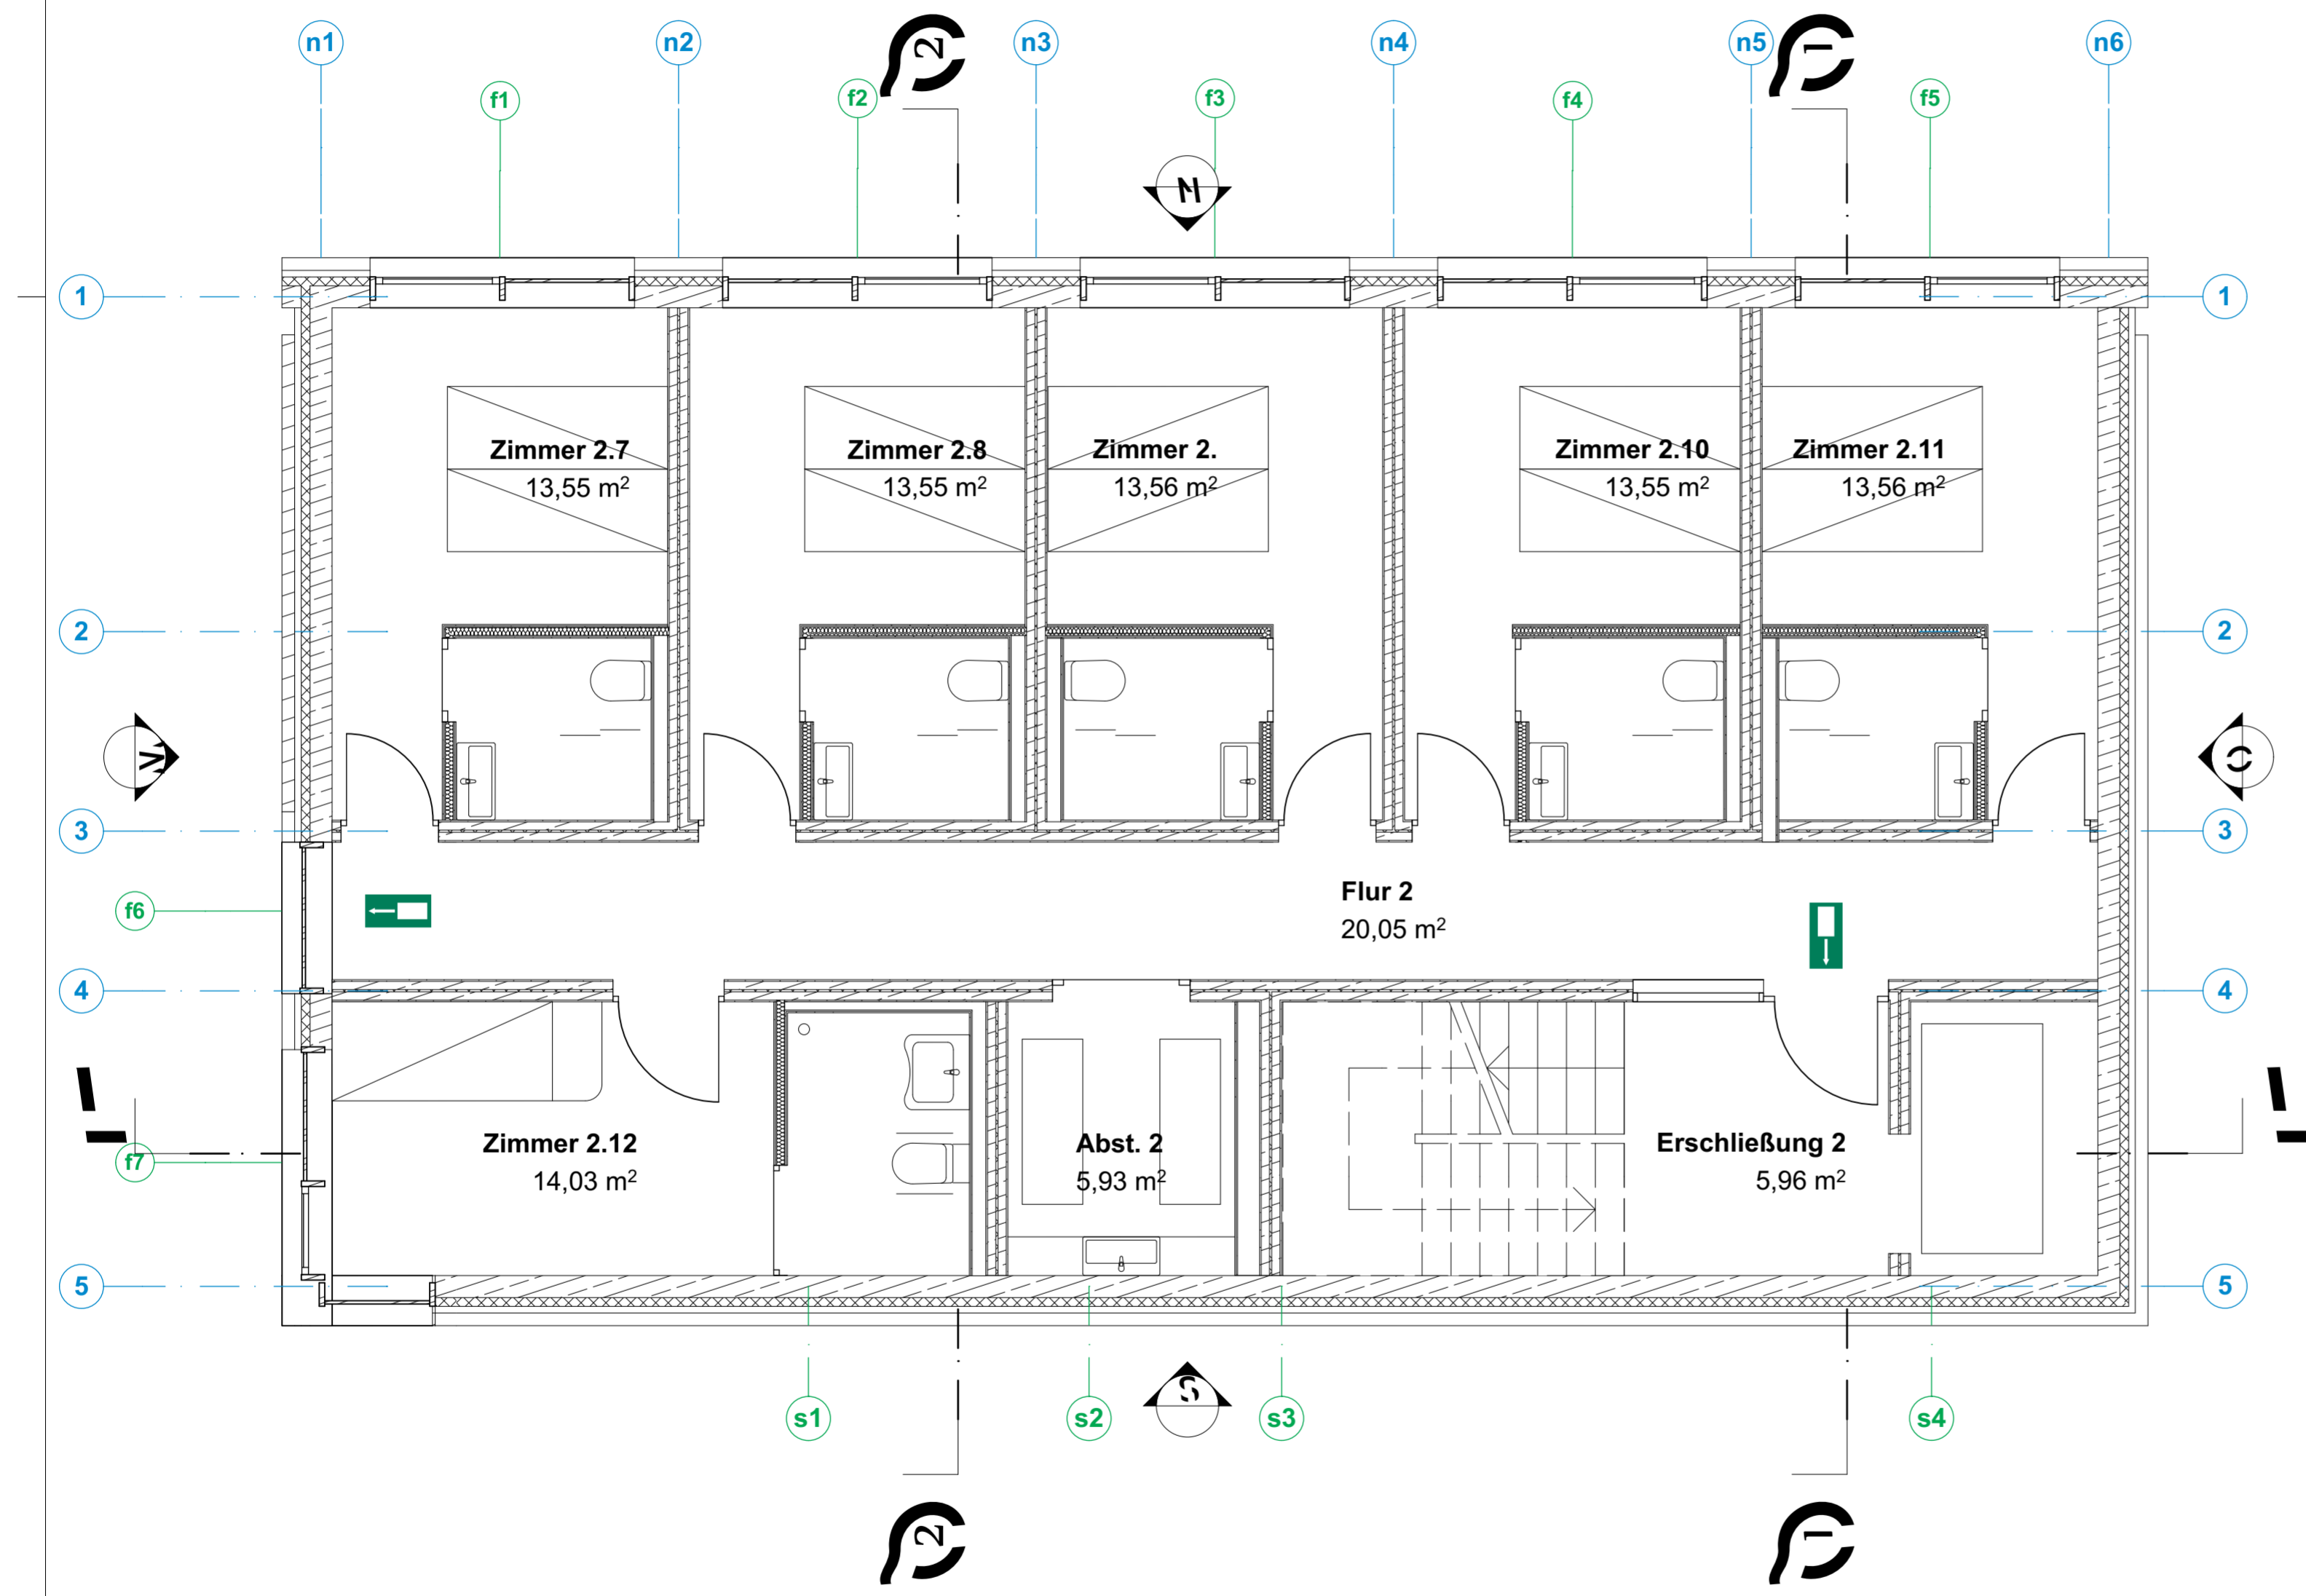 n1 n2 n3 n4 n5 n6
2 1
f1 f2 f3 f4 f5
N
1 1
Zimmer 2.7 Zimmer 2.8 Zimmer 2. Zimmer 2.10 Zimmer 2.11
13,55 m² 13,55 m² 13,56 m² 13,55 m² 13,56 m²
2 2
3 3
Flur 2
f6
20,05 m²
4 4
Zimmer 2.12 Abst. 2 Erschließung 2
f7
14,03 m² 5,93 m² 5,96 m²
5 5
S
s1 s2 s3 s4
2 1